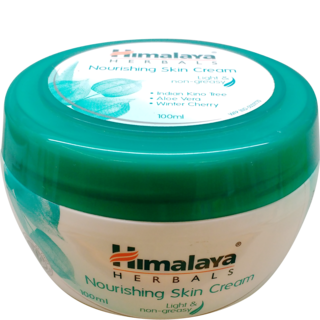 Himalaya
HERBALS
Nourishing Skin Cream
Light &
non-greasy
• Indian Kino Tree
• Aloe Vera
• Winter Cherry
100ml
Himalaya
HERBALS
Nourishing Skin Cream
Light &
non-greasy
100ml